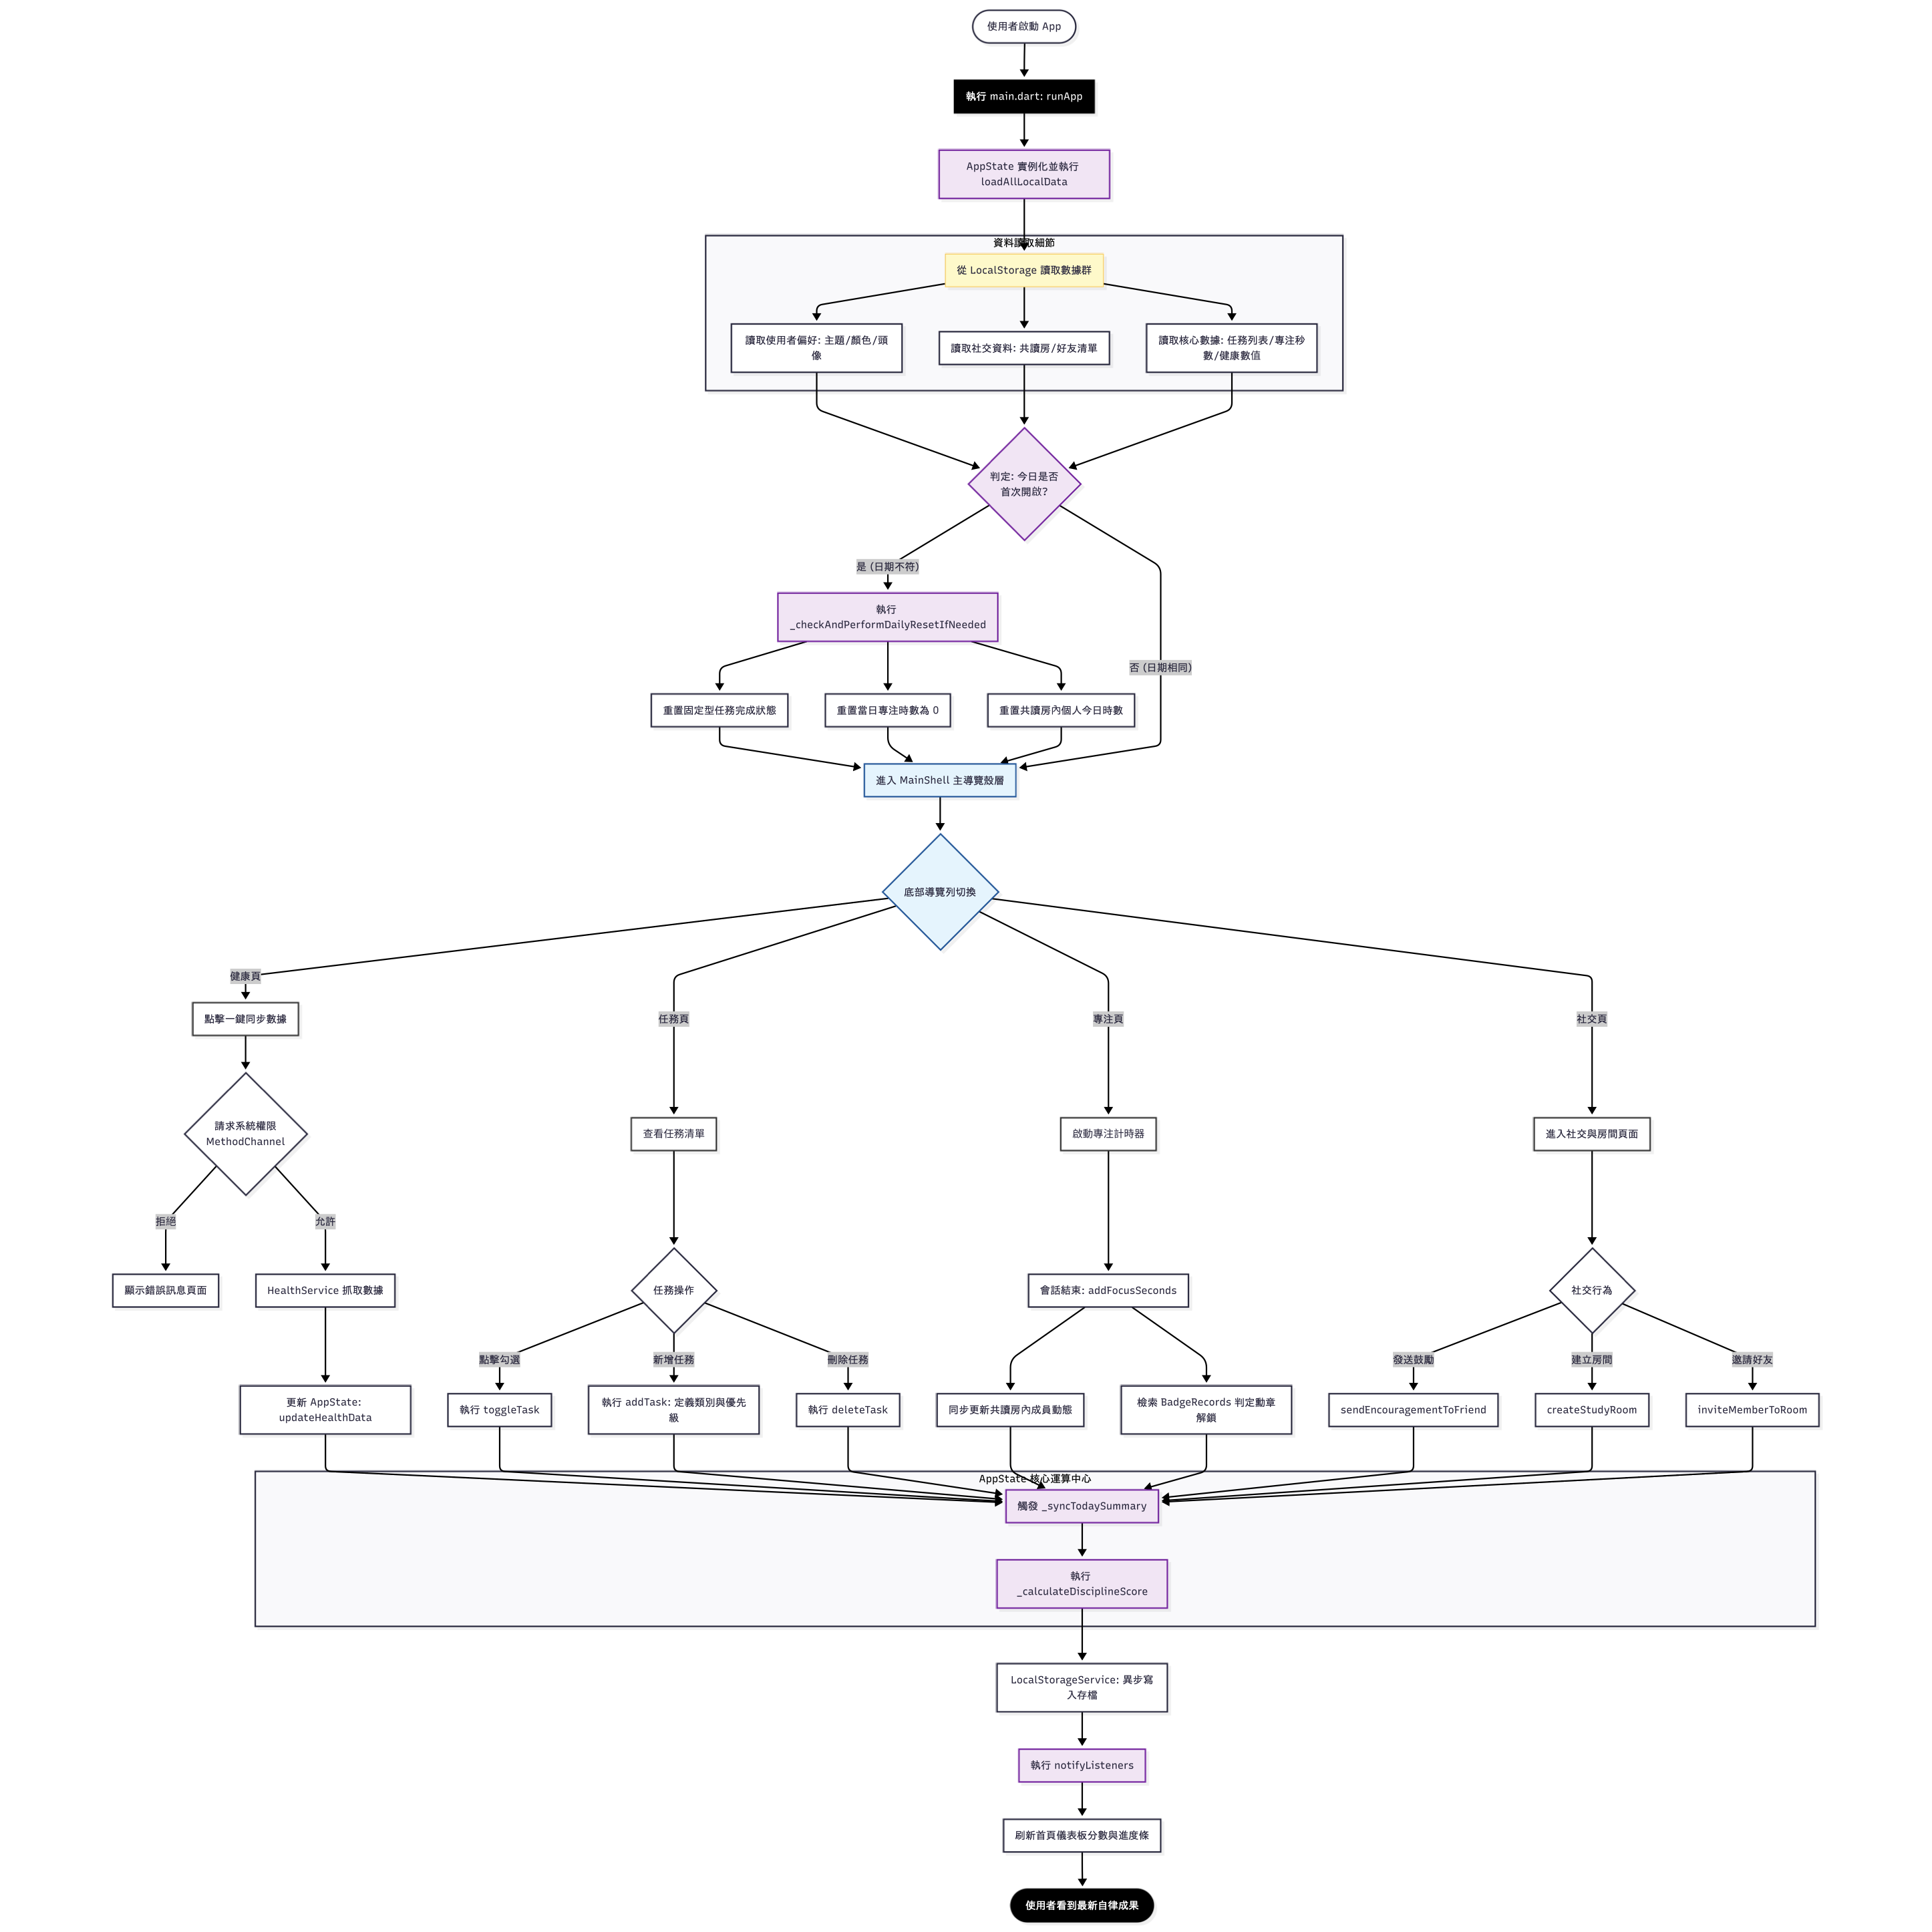 使用者啟動 App
執行 main.dart: runApp
AppState 實例化並執行
loadAllLocalData
資料讀取細節
從 LocalStorage 讀取數據群
讀取使用者偏好: 主題/顏色/頭
像
讀取社交資料: 共讀房/好友清單
讀取核心數據: 任務列表/專注秒
數/健康數值
判定: 今日是否
首次開啟?
是 (日期不符)
執行
_checkAndPerformDailyResetIfNeeded
否 (日期相同)
重置固定型任務完成狀態
重置當日專注時數為 0
重置共讀房內個人今日時數
進入 MainShell 主導覽殼層
底部導覽列切換
健康頁
點擊一鍵同步數據
任務頁
專注頁
社交頁
請求系統權限
MethodChannel
查看任務清單
啟動專注計時器
進入社交與房間頁面
拒絕
允許
顯示錯誤訊息頁面
HealthService 抓取數據
任務操作
會話結束: addFocusSeconds
社交行為
點擊勾選
新增任務
刪除任務
發送鼓勵
建立房間
邀請好友
更新 AppState:
updateHealthData
執行 toggleTask
執行 addTask: 定義類別與優先
級
執行 deleteTask
同步更新共讀房內成員動態
檢索 BadgeRecords 判定勳章
解鎖
sendEncouragementToFriend
createStudyRoom
inviteMemberToRoom
AppState 核心運算中心
觸發 _syncTodaySummary
執行
_calculateDisciplineScore
LocalStorageService: 異步寫
入存檔
執行 notifyListeners
刷新首頁儀表板分數與進度條
使用者看到最新自律成果